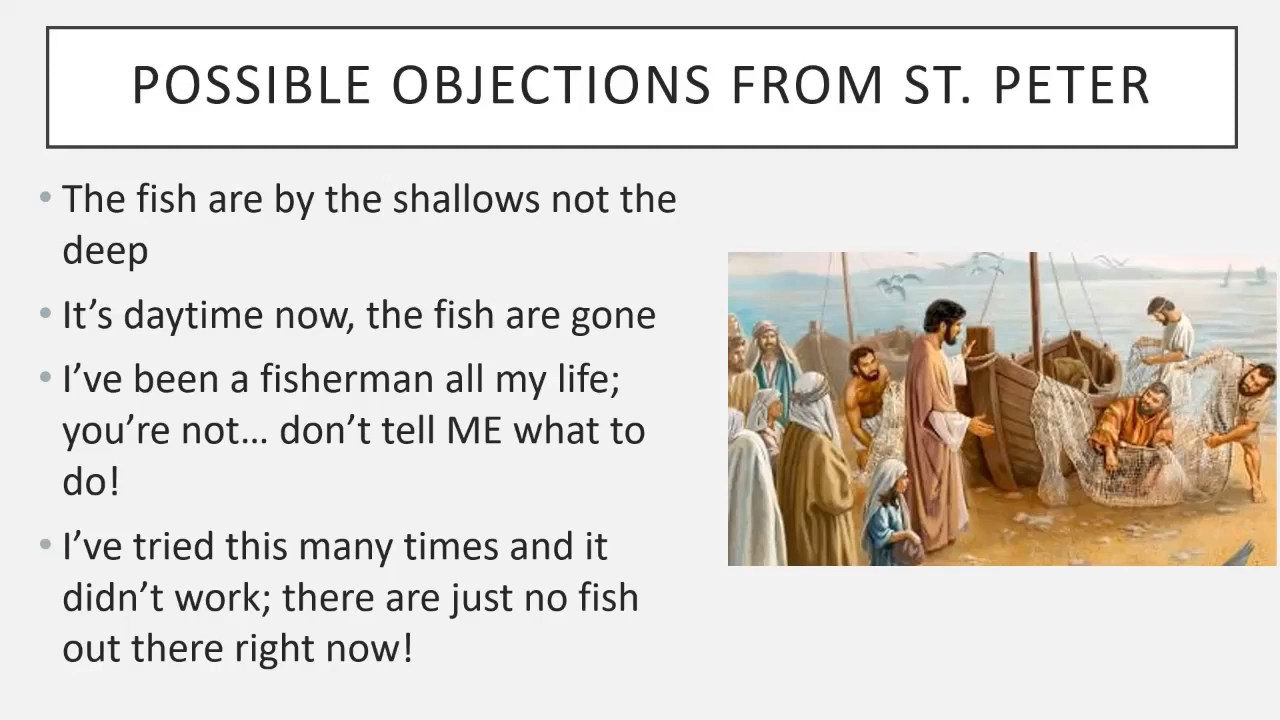 POSSIBLE OBJECTIONS FROM ST. PETER
• The fish are by the shallows not the
deep
• It’s daytime now, the fish are gone
• I’ve been a fisherman all my life;
you’re not… don’t tell ME what to
do!
• I’ve tried this many times and it
didn’t work; there are just no fish
out there right now!